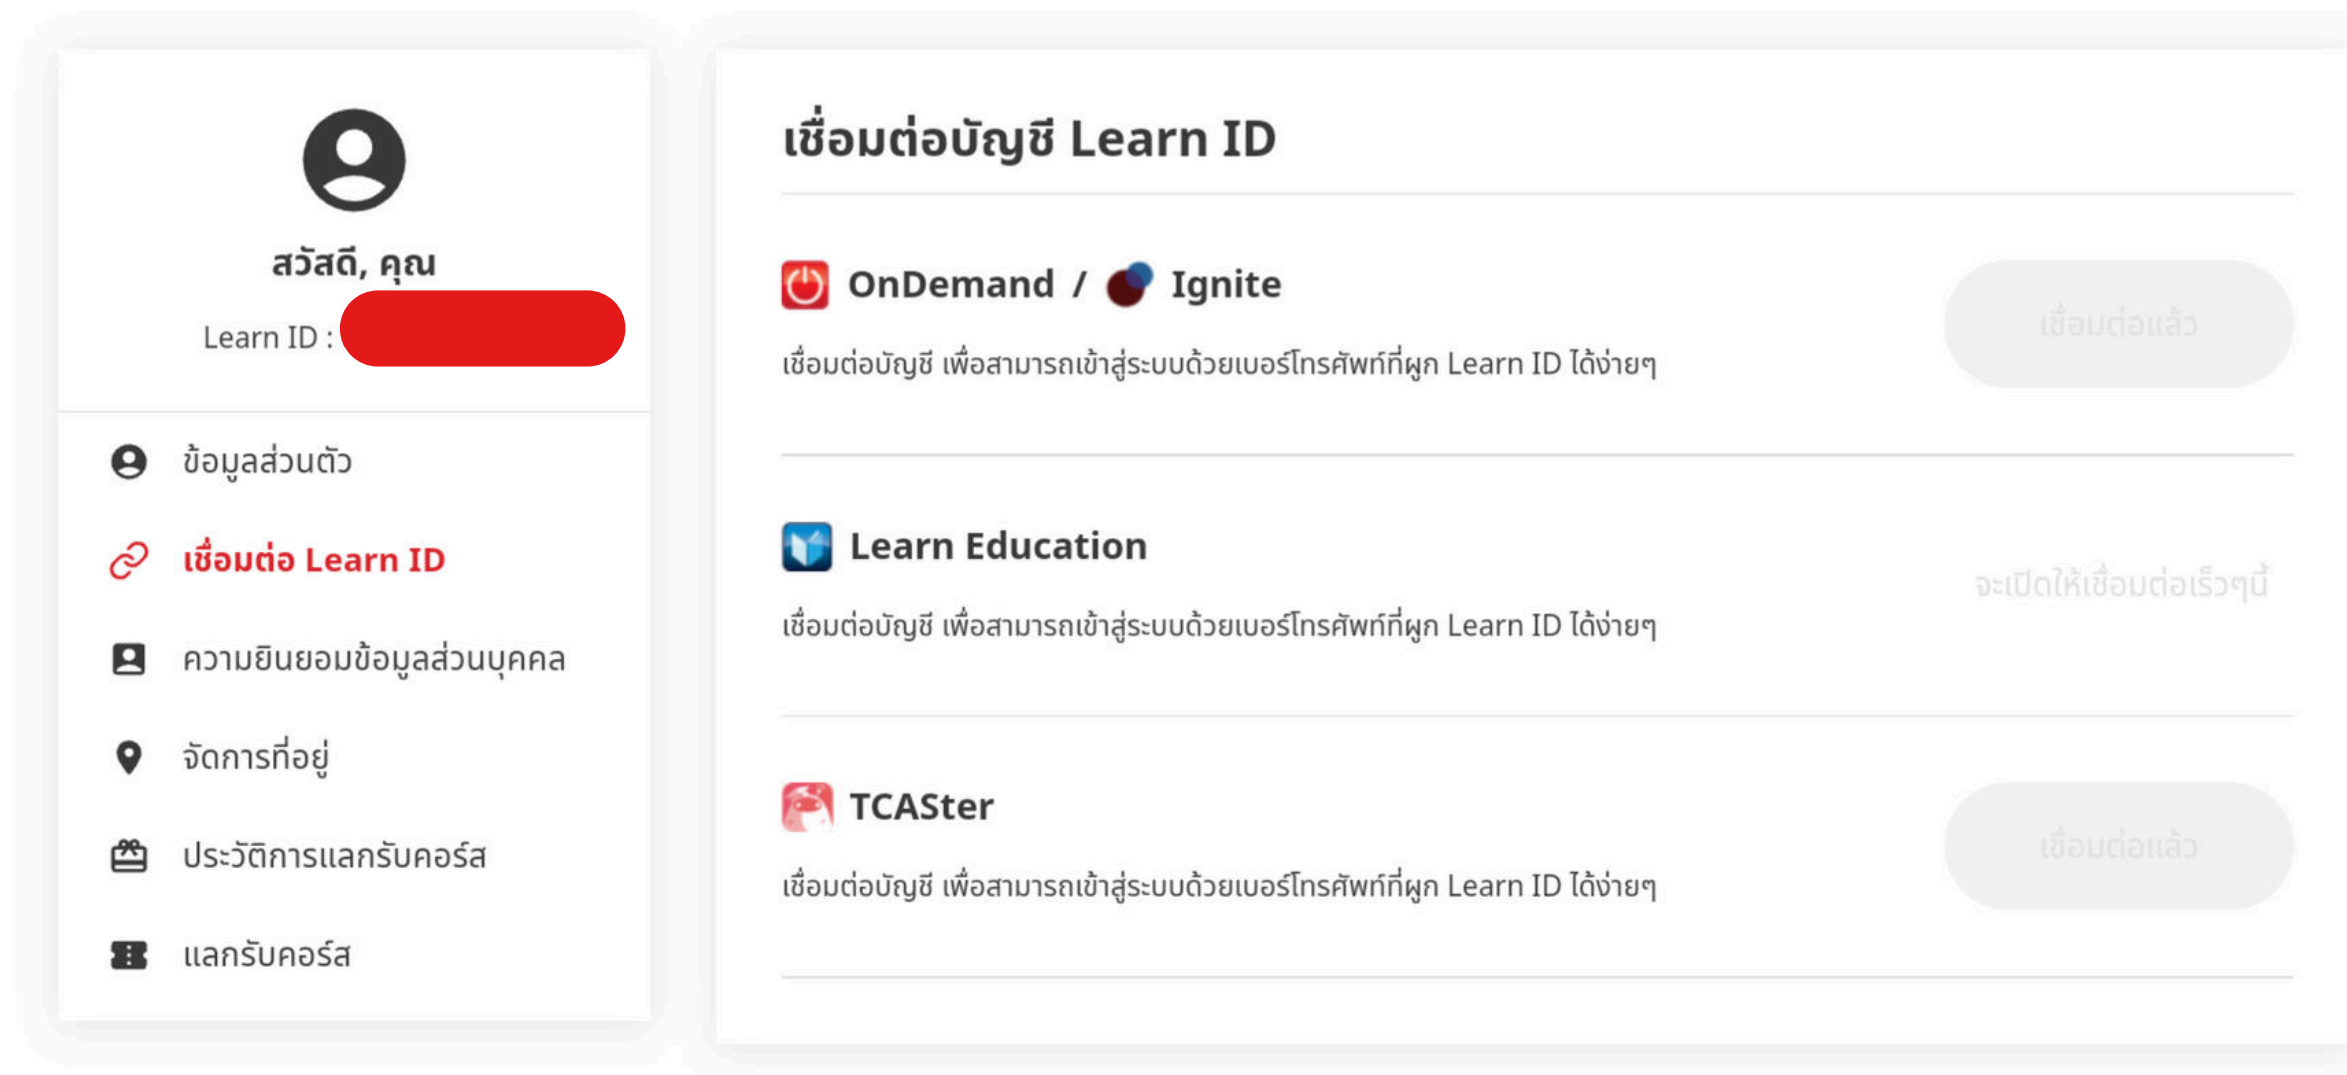 สวัสดี, คุณ
Learn ID :
ข้อมูลส่วนตัว
เชื่อมต่อ Learn ID
ความยินยอมข้อมูลส่วนบุคคล
จัดการที่อยู่
ประวัติการแลกรับคอร์ส
แลกรับคอร์ส
เชื่อมต่อบัญชี Learn ID
OnDemand / Ignite
เชื่อมต่อบัญชี เพื่อสามารถเข้าสู่ระบบด้วยเบอร์โทรศัพท์ที่ผูก Learn ID ได้ง่ายๆ
เชื่อมต่อแล้ว
Learn Education
เชื่อมต่อบัญชี เพื่อสามารถเข้าสู่ระบบด้วยเบอร์โทรศัพท์ที่ผูก Learn ID ได้ง่ายๆ
จะเปิดให้เชื่อมต่อเร็วๆนี้
TCASter
เชื่อมต่อบัญชี เพื่อสามารถเข้าสู่ระบบด้วยเบอร์โทรศัพท์ที่ผูก Learn ID ได้ง่ายๆ
เชื่อมต่อแล้ว